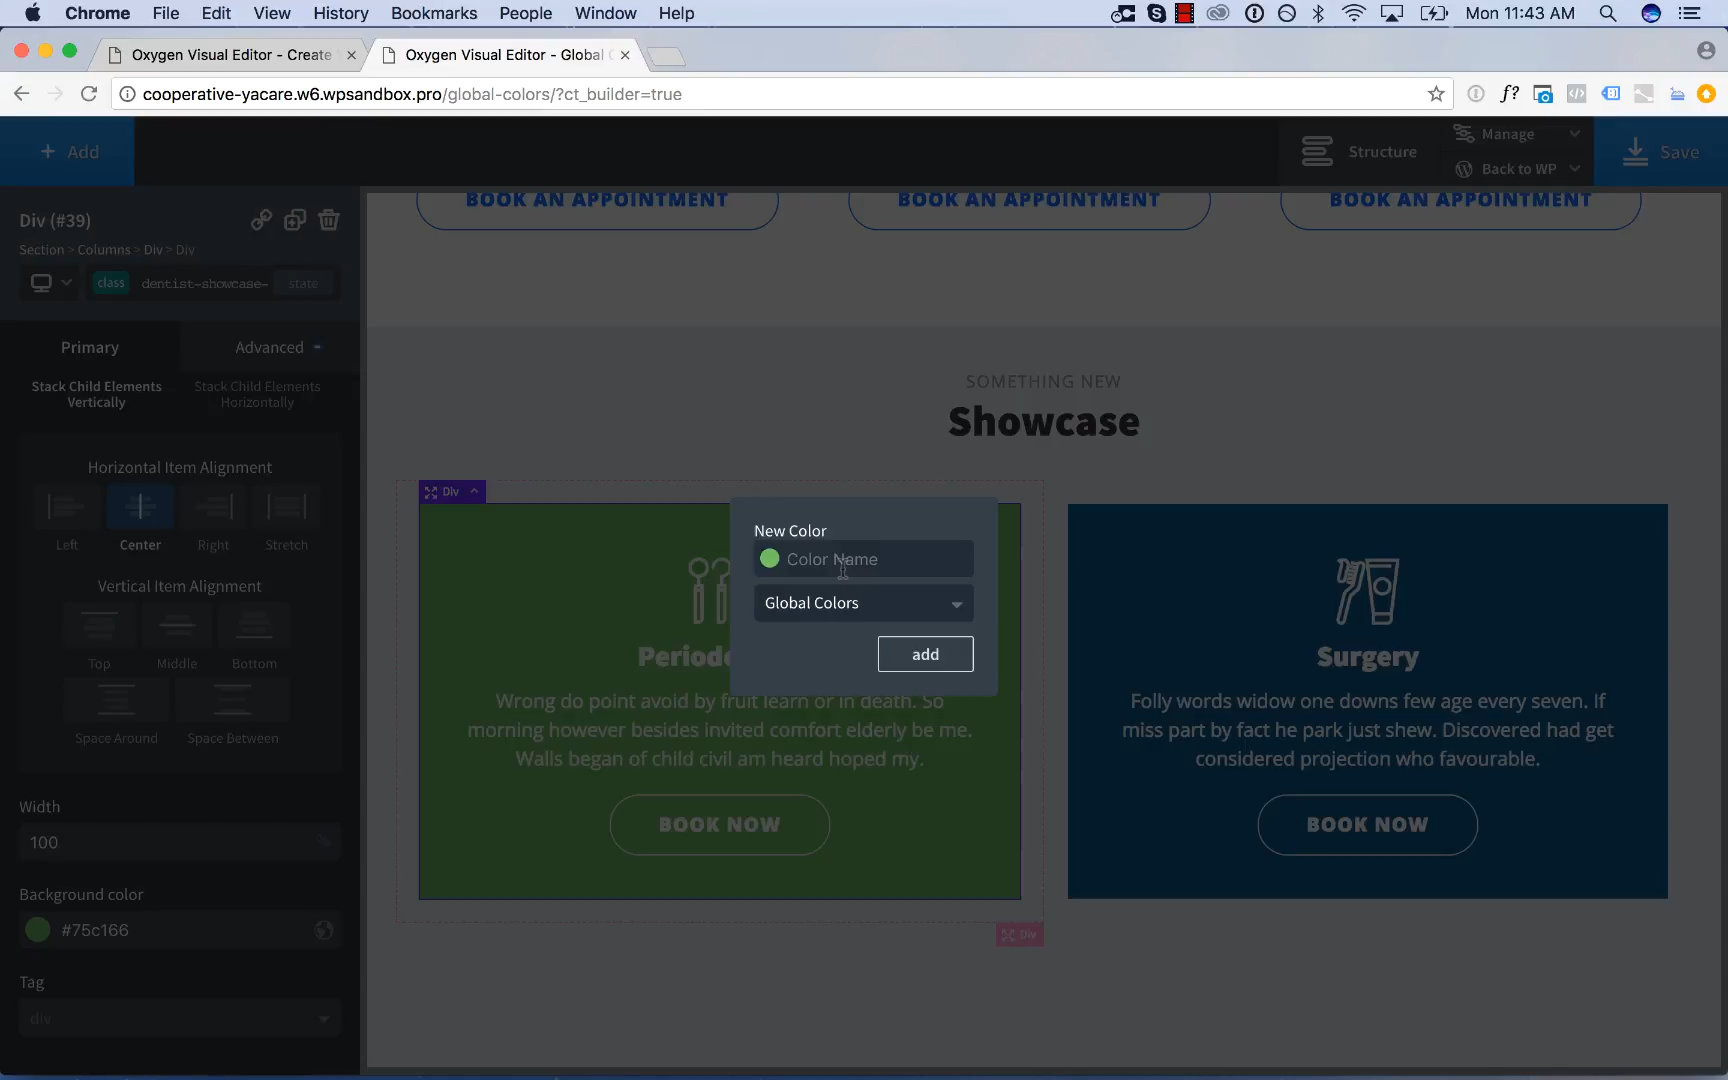 Chrome File Edit View History Bookmarks People Window Help Mon 11:43 AM
Oxygen Visual Editor - Create
Oxygen Visual Editor - Global
cooperative-yacare.w6.wpsandbox.pro/global-colors/?ct_builder=true
f?
+ Add
Structure
Manage
Back to WP
Save
Div (#39)
Section > Columns > Div > Div
class dentist-showcase- state
Primary
Advanced
Stack Child Elements
Vertically
Stack Child Elements
Horizontally
Horizontal Item Alignment
Left Center Right Stretch
Vertical Item Alignment
Top Middle Bottom
Space Around Space Between
Width
100 %
Background color
#75c166
Tag
div
BOOK AN APPOINTMENT
BOOK AN APPOINTMENT
BOOK AN APPOINTMENT
SOMETHING NEW
Showcase
Div
New Color
Color Name
Global Colors
add
Wrong do point avoid by fruit learn or in death. So
morning however besides invited comfort elderly be me.
Walls began of child civil am heard hoped my.
BOOK NOW
Div
Surgery
Folly words widow one downs few age every seven. If
miss part by fact he park just shew. Discovered had get
considered projection who favourable.
BOOK NOW